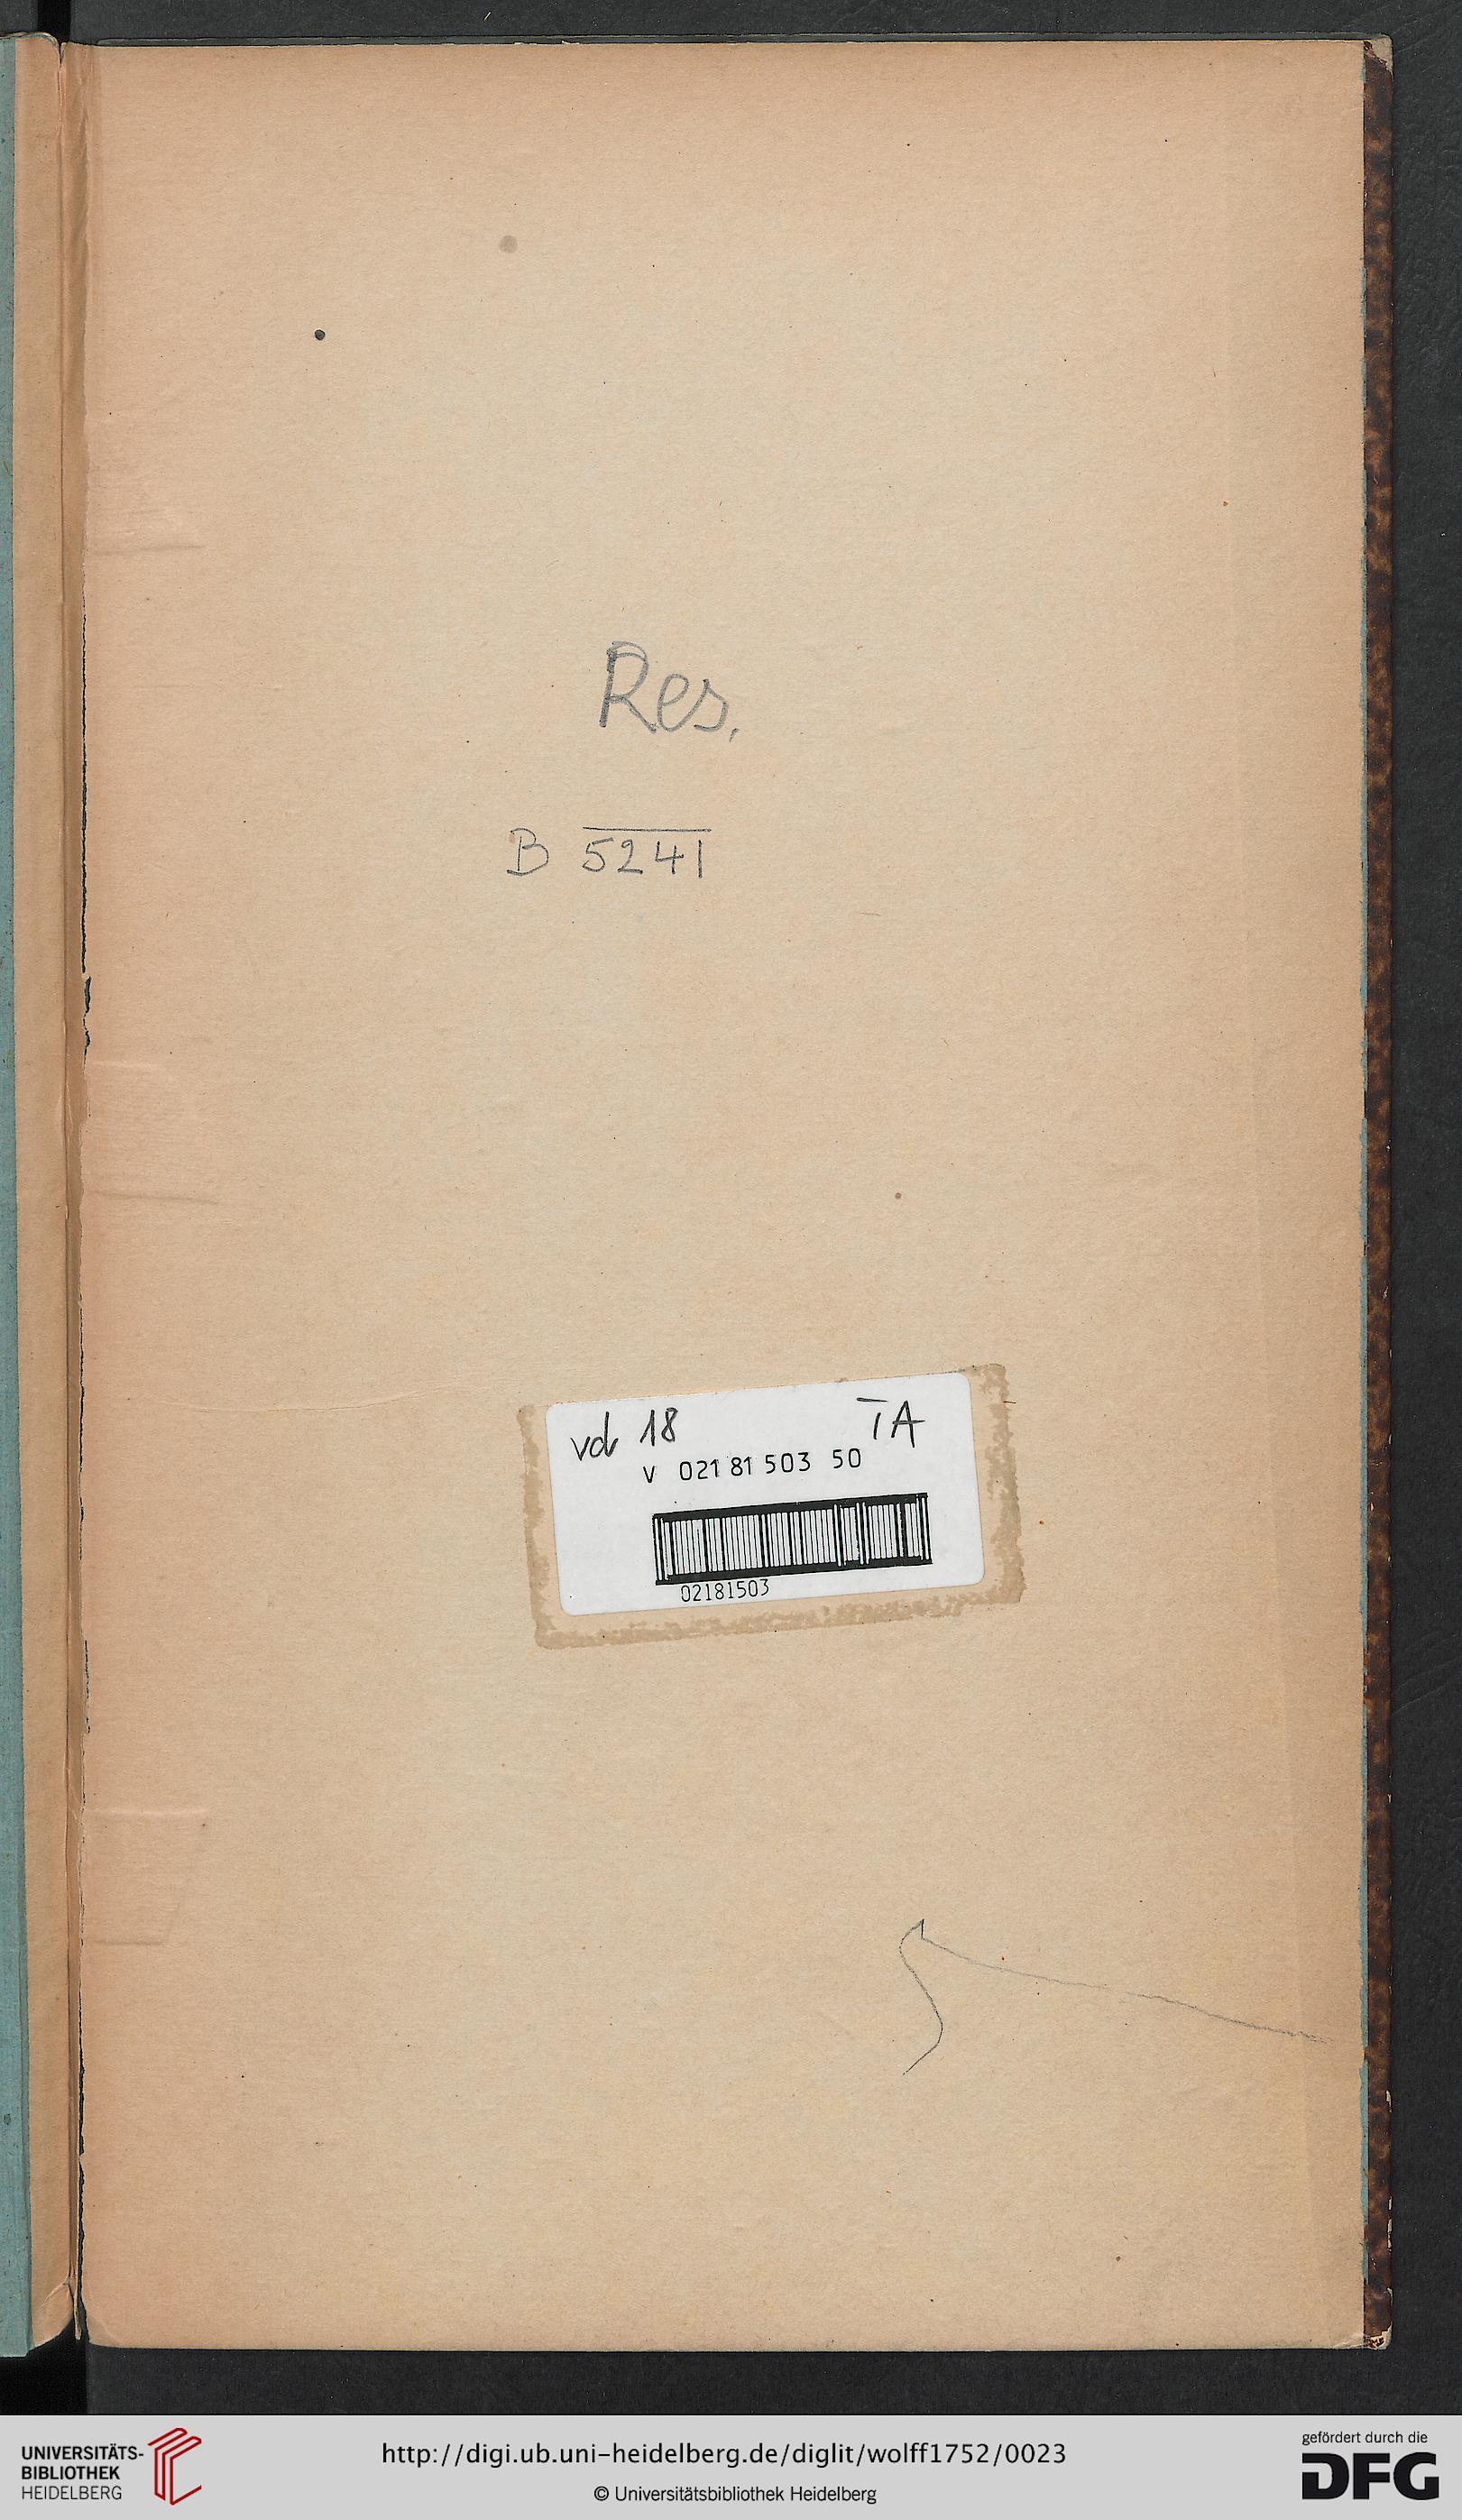 Res.
B 5241
vd 18 TA
V 021 81 503 50
02181503
UNIVERSITÄTS-
BIBLIOTHEK
HEIDELBERG
http://digi.ub.uni-heidelberg.de/diglit/wolff1752/0023
© Universitätsbibliothek Heidelberg
gefördert durch die
DFG